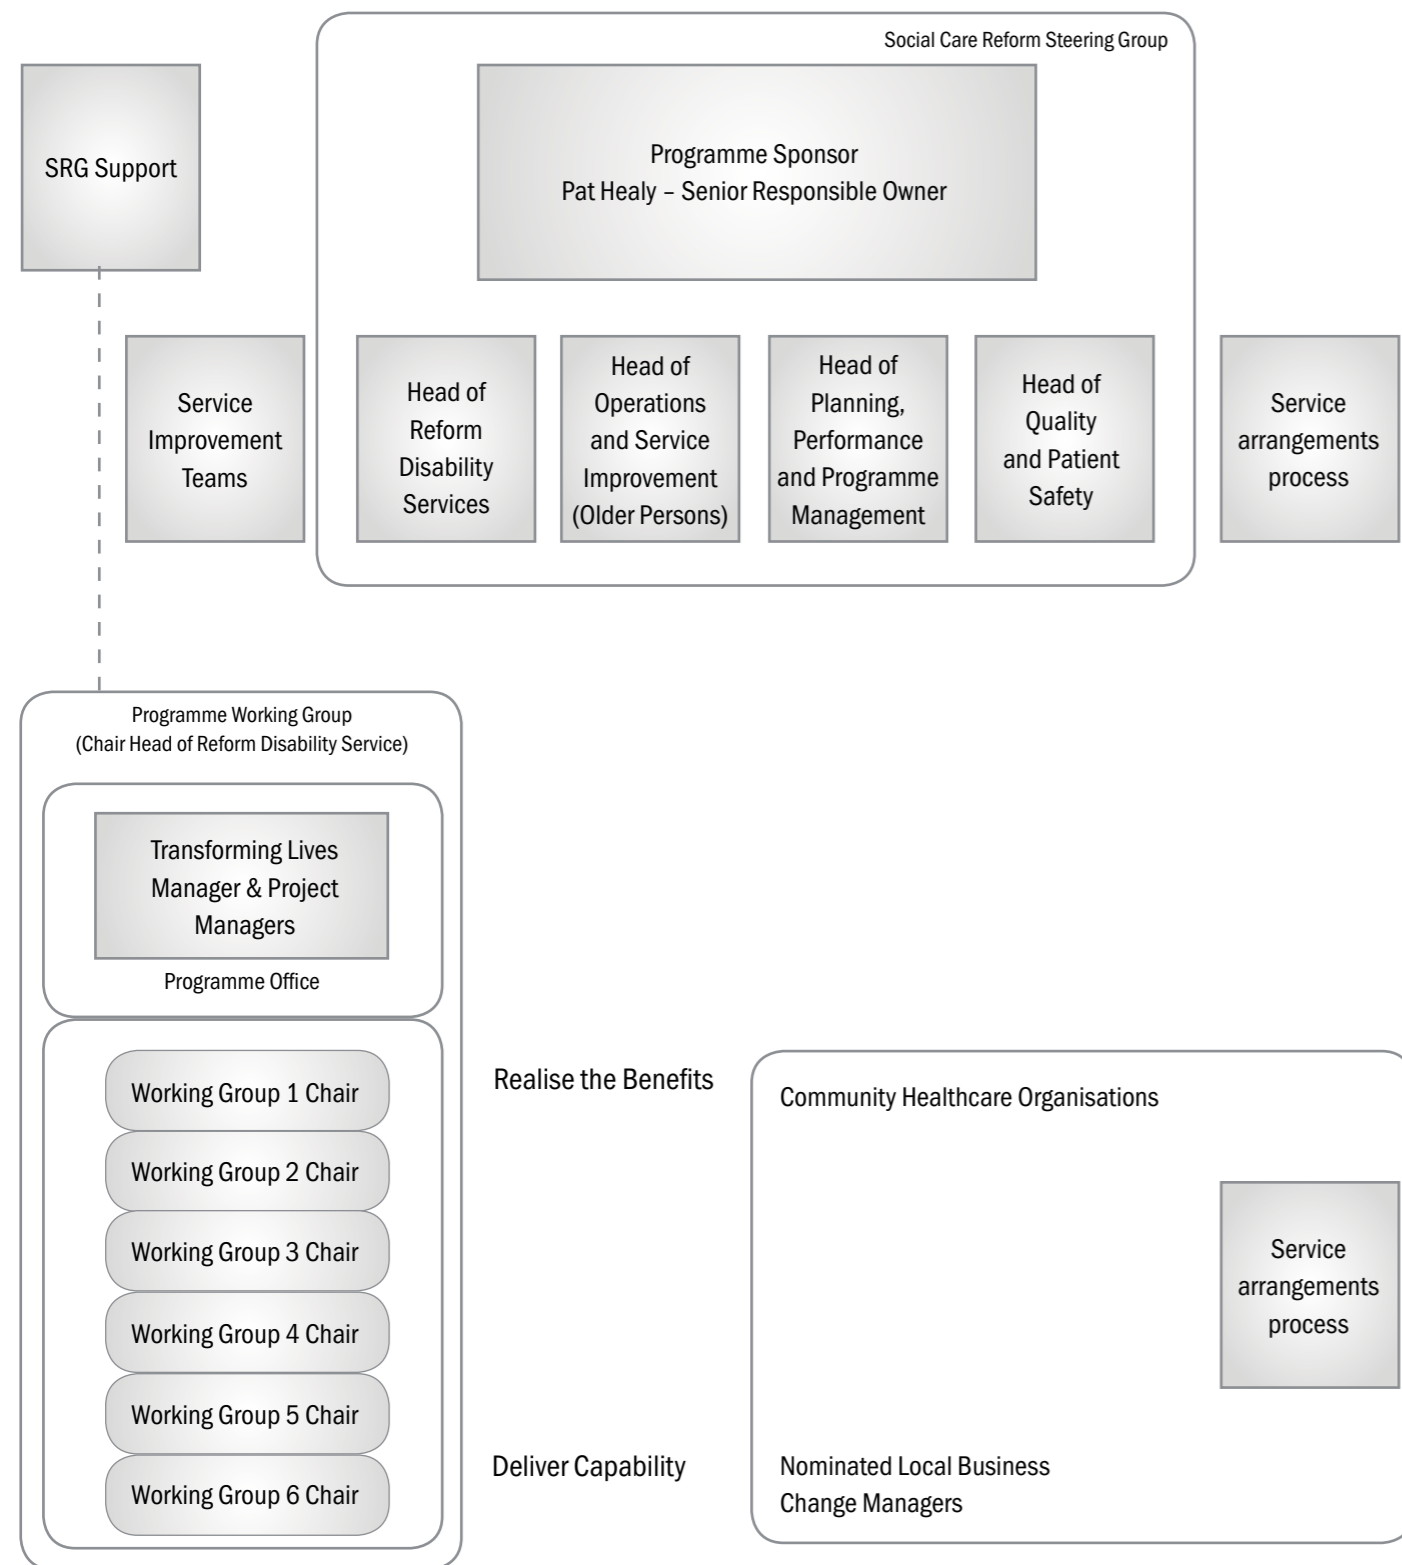 Social Care Reform Steering Group
SRG Support
Programme Sponsor
Pat Healy – Senior Responsible Owner
Service
Improvement
Teams
Head of
Reform
Disability
Services
Head of
Operations
and Service
Improvement
(Older Persons)
Head of
Planning,
Performance
and Programme
Management
Head of
Quality
and Patient
Safety
Service
arrangements
process
Programme Working Group
(Chair Head of Reform Disability Service)
Transforming Lives
Manager & Project
Managers
Programme Office
Working Group 1 Chair
Working Group 2 Chair
Working Group 3 Chair
Working Group 4 Chair
Working Group 5 Chair
Working Group 6 Chair
Realise the Benefits
Deliver Capability
Community Healthcare Organisations
Service
arrangements
process
Nominated Local Business
Change Managers